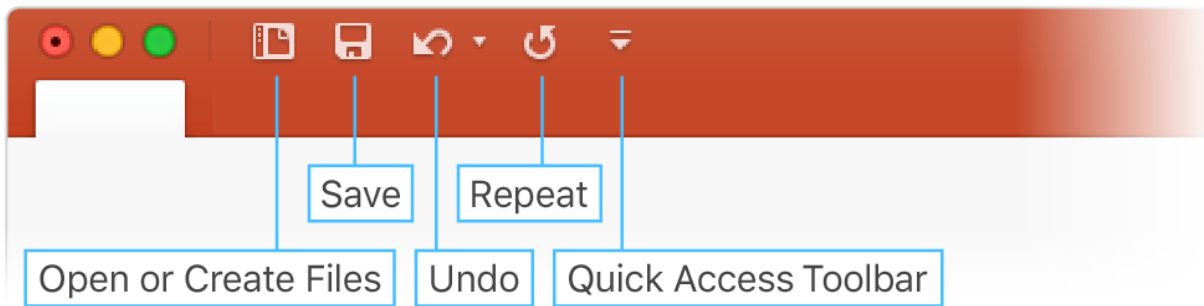 Save
Repeat
Open or Create Files
Undo
Quick Access Toolbar